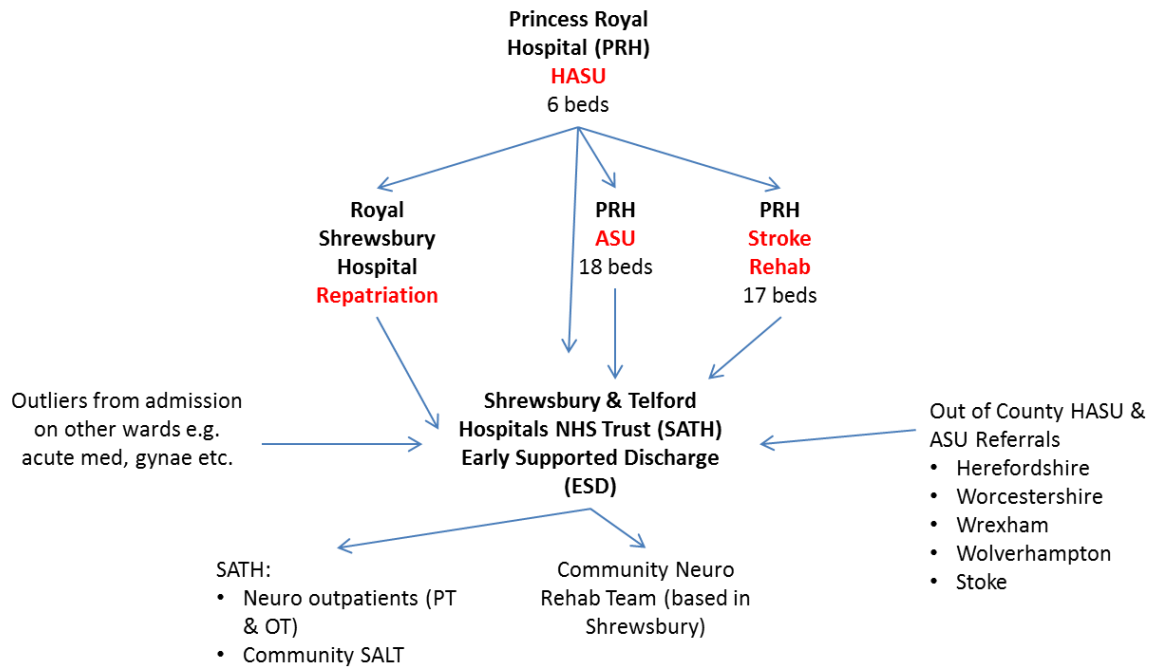 Princess Royal
Hospital (PRH)
HASU
6 beds
Royal
Shrewsbury
Hospital
Repatriation
PRH
ASU
18 beds
PRH
Stroke
Rehab
17 beds
Outliers from admission
on other wards e.g.
acute med, gynae etc.
Shrewsbury & Telford
Hospitals NHS Trust (SATH)
Early Supported Discharge
(ESD)
Out of County HASU &
ASU Referrals
• Herefordshire
• Worcestershire
• Wrexham
• Wolverhampton
• Stoke
SATH:
• Neuro outpatients (PT
& OT)
• Community SALT
Community Neuro
Rehab Team (based in
Shrewsbury)